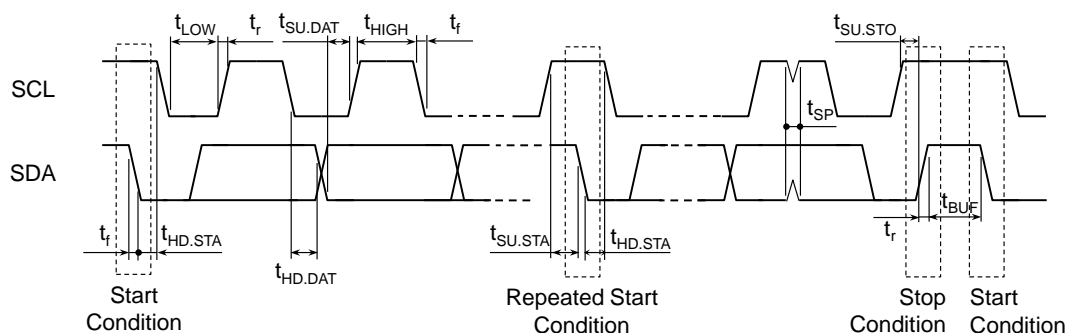 tLOW
tr
tSU.DAT
tHIGH
tf
tSU.STO
SCL
tSP
SDA
tf
tHD.STA
tHD.DAT
tSU.STA
tHD.STA
tr
tBUF
Start
Condition
Repeated Start
Condition
Stop
Condition
Start
Condition